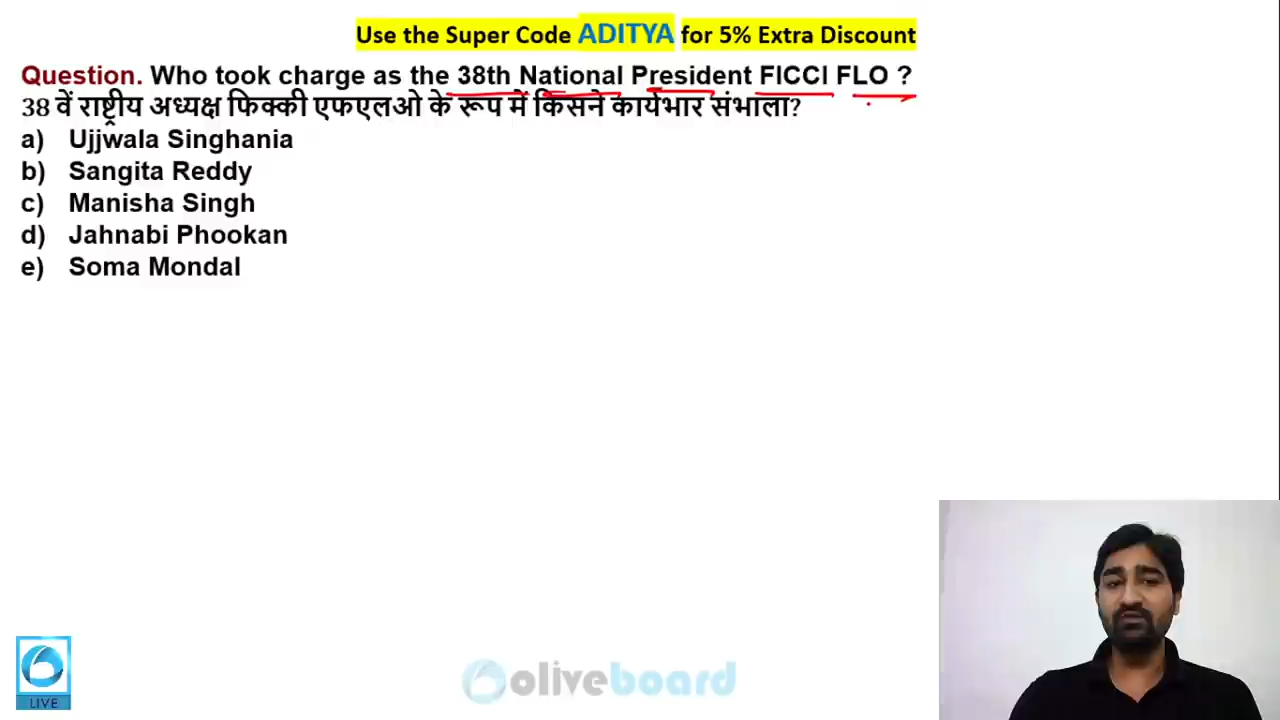 Use the Super Code ADITYA for 5% Extra Discount
Question. Who took charge as the 38th National President FICCI FLO ?
38 वें राष्ट्रीय अध्यक्ष फिक्की एफएलओ के रूप में किसने कार्यभार संभाला?
a) Ujjwala Singhania
b) Sangita Reddy
c) Manisha Singh
d) Jahnabi Phookan
e) Soma Mondal
LIVE
oliveboard